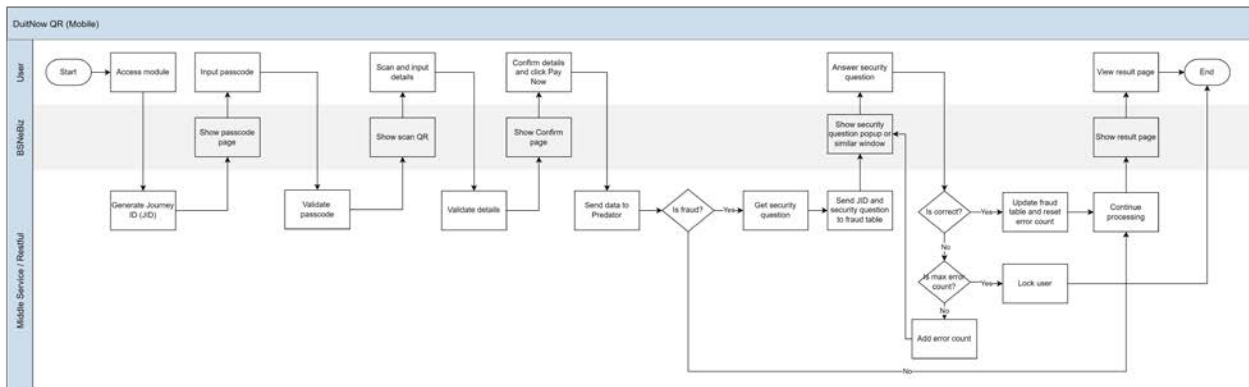 DuitNow QR (Mobile)
User
Start
Access module
Input passcode
Scan and input
details
Confirm details
and click Pay
Now
Answer security
question
View result page
End
BSNeBiz
Show passcode
page
Show scan QR
Show Confirm
page
Show security
question popup or
similar window
Show result page
Middle Service / Restful
Generate Journey
ID (JID)
Validate
passcode
Validate details
Send data to
Predator
Is fraud?
Yes
Get security
question
Send JID and
security question
to fraud table
Is correct?
Yes
Update fraud
table and reset
error count
Continue
processing
No
Is max error
count?
Yes
Lock user
No
Add error count
No